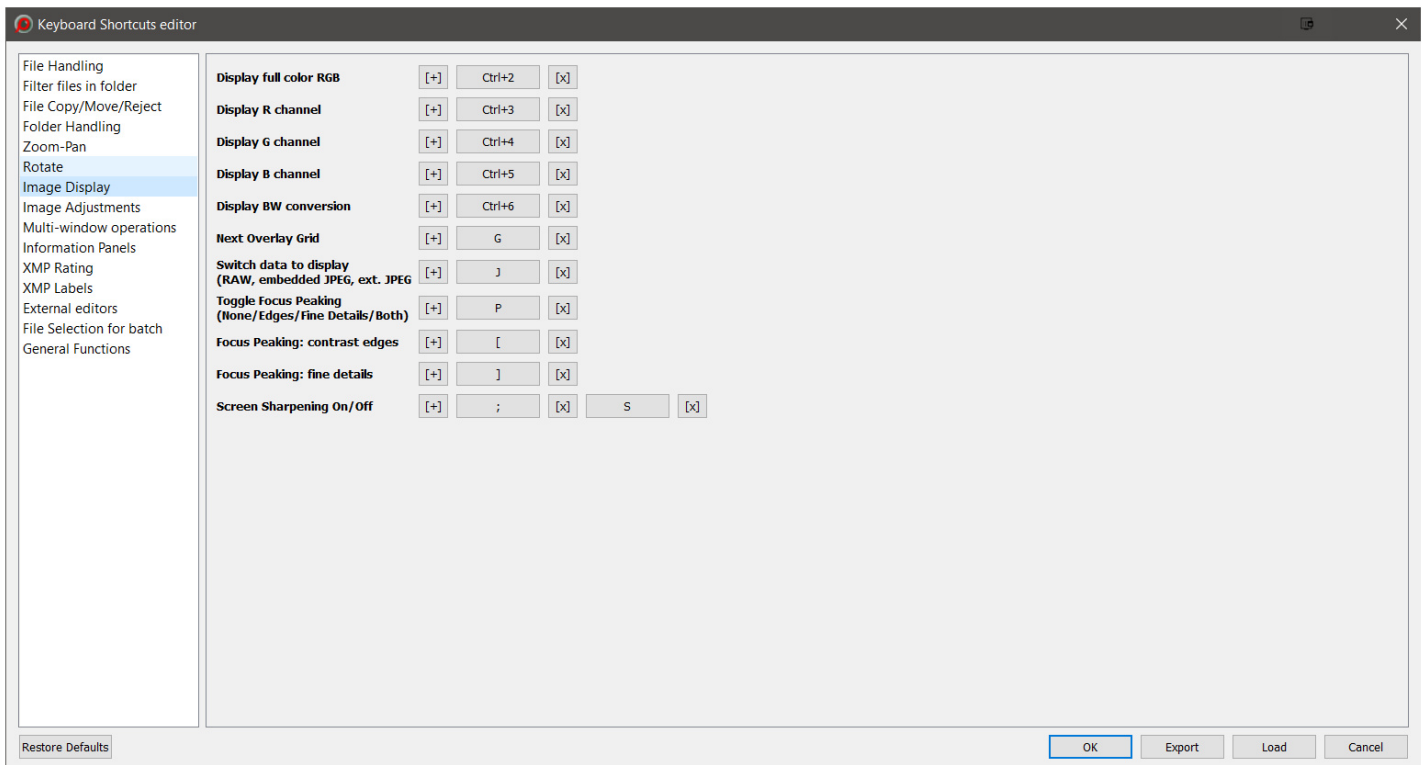 Keyboard Shortcuts editor
File Handling
Filter files in folder
File Copy/Move/Reject
Folder Handling
Zoom-Pan
Rotate
Image Display
Image Adjustments
Multi-window operations
Information Panels
XMP Rating
XMP Labels
External editors
File Selection for batch
General Functions
Display full color RGB [+] Ctrl+2 [x]
Display R channel [+] Ctrl+3 [x]
Display G channel [+] Ctrl+4 [x]
Display B channel [+] Ctrl+5 [x]
Display BW conversion [+] Ctrl+6 [x]
Next Overlay Grid [+] G [x]
Switch data to display
(RAW, embedded JPEG, ext. JPEG [+] J [x]
Toggle Focus Peaking
(None/Edges/Fine Details/Both) [+] P [x]
Focus Peaking: contrast edges [+] [ [x]
Focus Peaking: fine details [+] ] [x]
Screen Sharpening On/Off [+] ; [x] S [x]
Restore Defaults OK Export Load Cancel